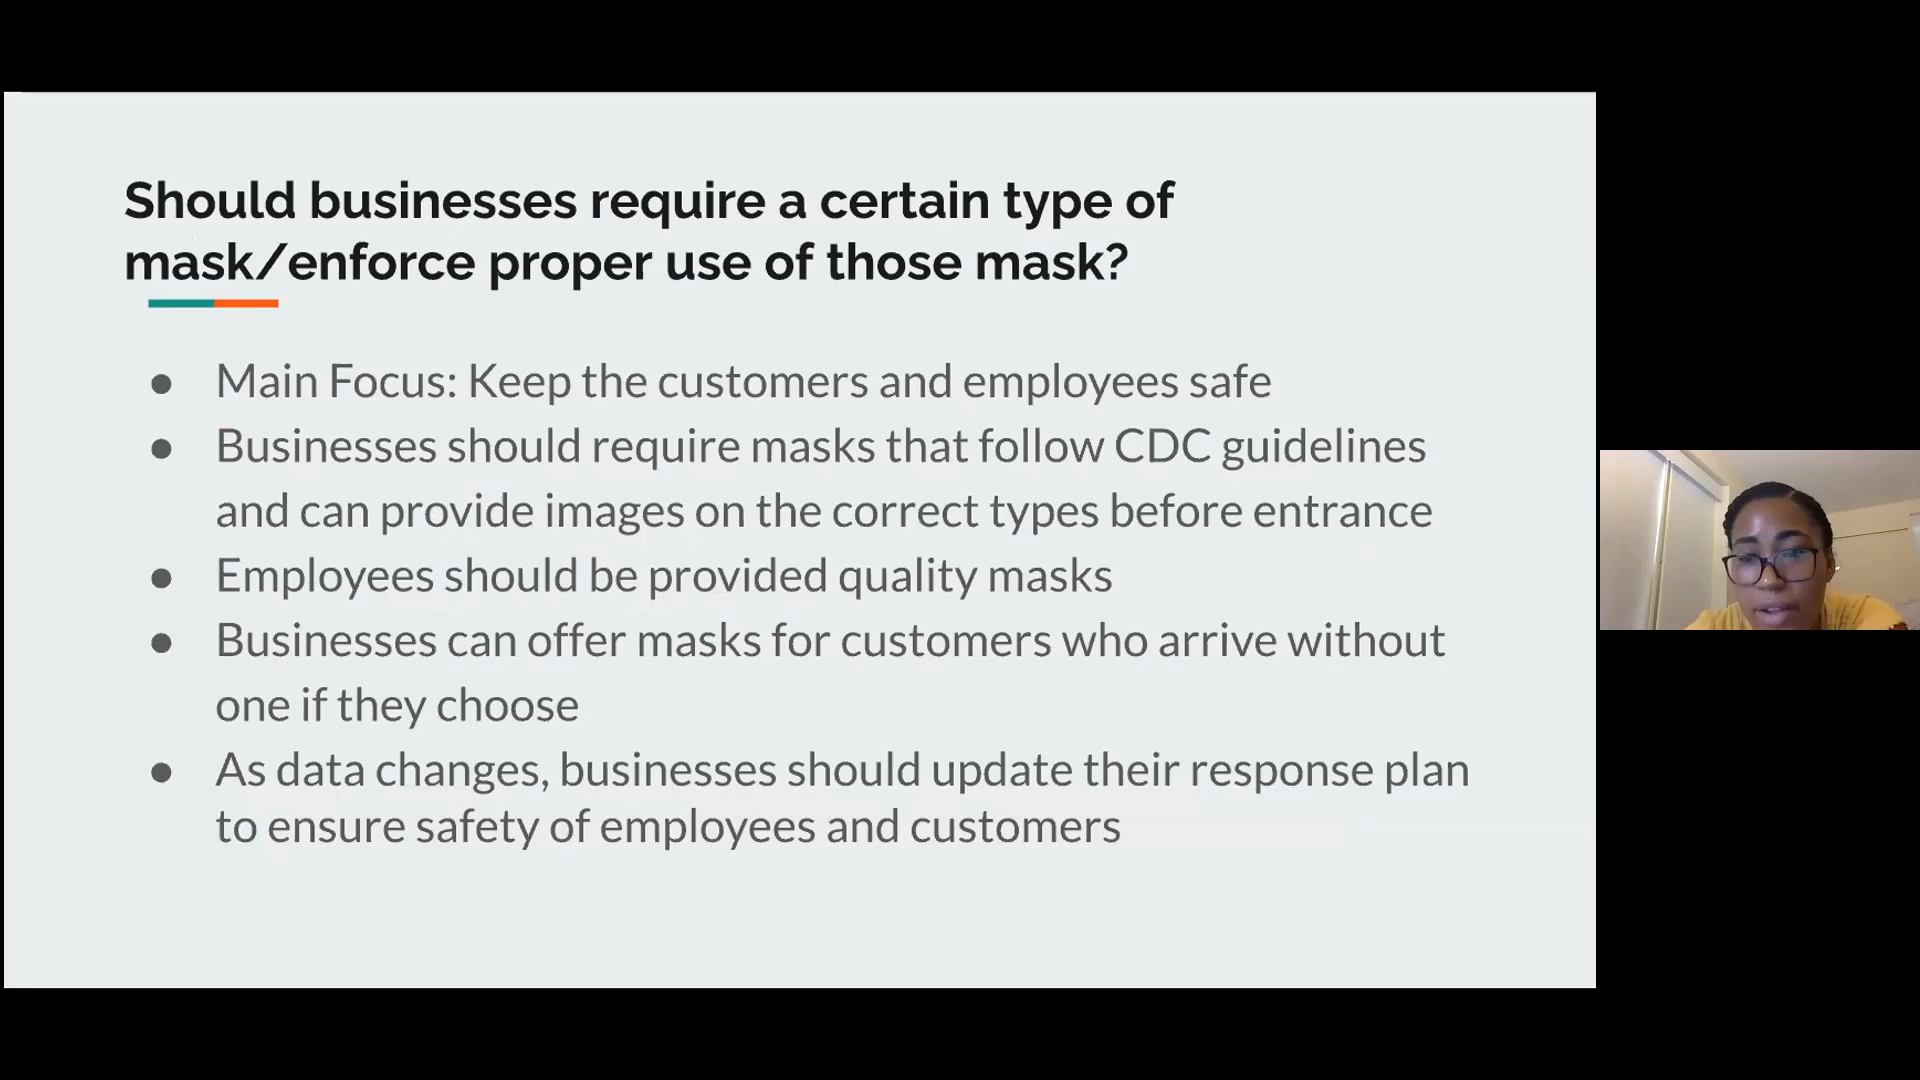 Should businesses require a certain type of
mask/enforce proper use of those mask?
● Main Focus: Keep the customers and employees safe
● Businesses should require masks that follow CDC guidelines
and can provide images on the correct types before entrance
● Employees should be provided quality masks
● Businesses can offer masks for customers who arrive without
one if they choose
● As data changes, businesses should update their response plan
to ensure safety of employees and customers